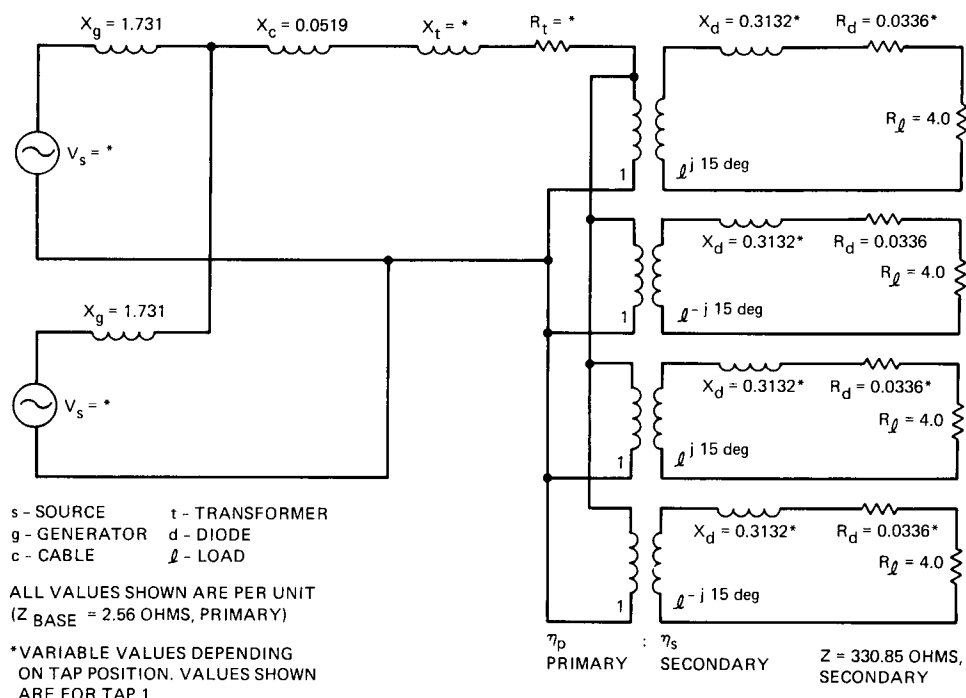 X_g = 1.731
X_c = 0.0519
X_t = *
R_t = *
X_d = 0.3132*
R_d = 0.0336*
V_s = *
R_ℓ = 4.0
1
ℓ^j 15 deg
X_d = 0.3132*
R_d = 0.0336
R_ℓ = 4.0
1
ℓ^-j 15 deg
X_g = 1.731
V_s = *
X_d = 0.3132*
R_d = 0.0336*
R_ℓ = 4.0
1
ℓ^j 15 deg
X_d = 0.3132*
R_d = 0.0336*
R_ℓ = 4.0
1
ℓ^-j 15 deg
s - SOURCE t - TRANSFORMER
g - GENERATOR d - DIODE
c - CABLE ℓ - LOAD
ALL VALUES SHOWN ARE PER UNIT
(Z_BASE = 2.56 OHMS, PRIMARY)
*VARIABLE VALUES DEPENDING
ON TAP POSITION. VALUES SHOWN
ARE FOR TAP 1
η_p : η_s
PRIMARY SECONDARY
Z = 330.85 OHMS,
SECONDARY